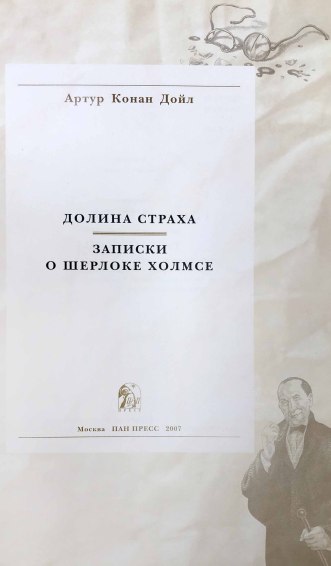 Артур Конан Дойл
ДОЛИНА СТРАХА
ЗАПИСКИ
О ШЕРЛОКЕ ХОЛМСЕ
Москва ПАН ПРЕСС 2007